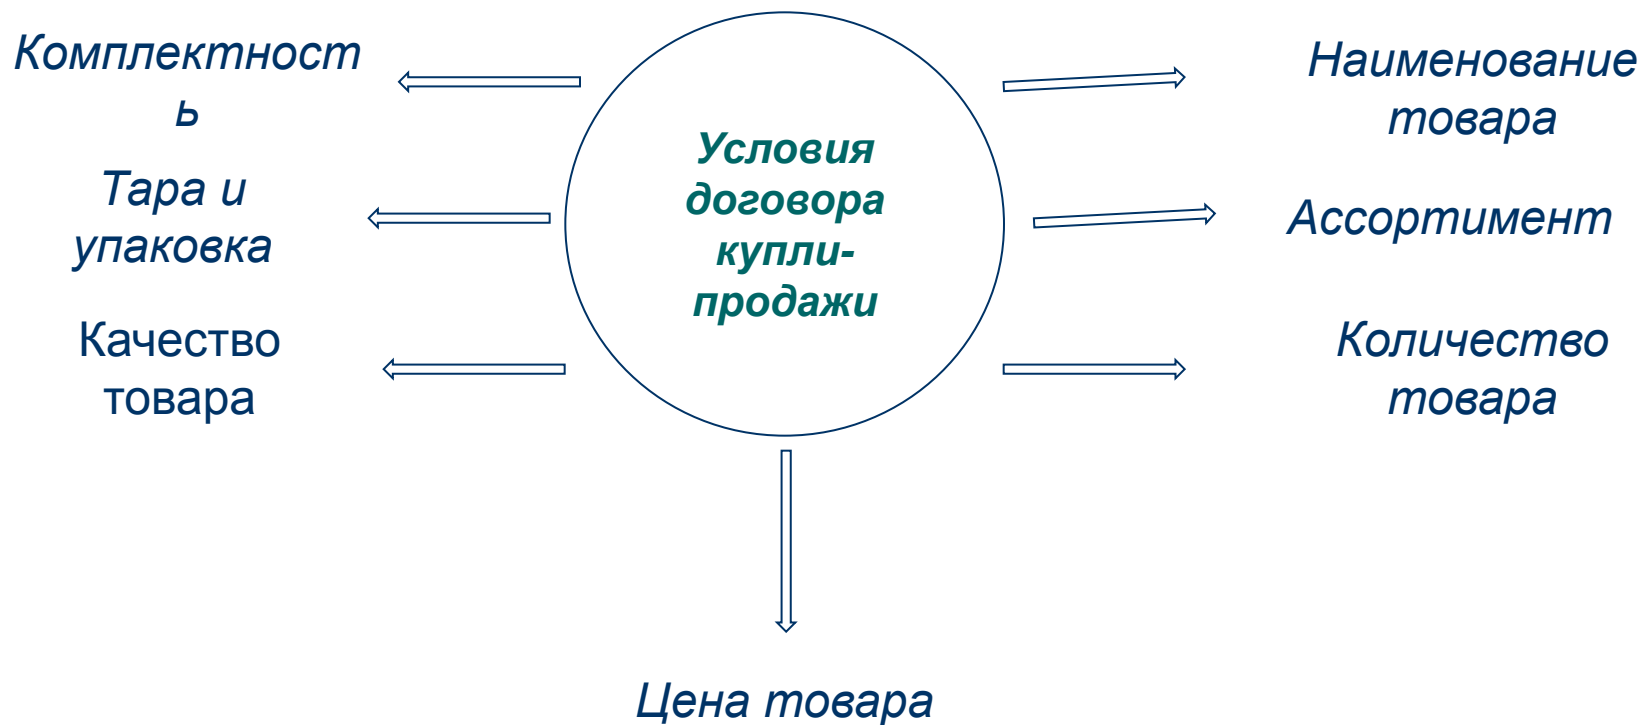 Комплектност
ь
Тара и
упаковка
Качество
товара
Условия
договора
купли-
продажи
Наименование
товара
Ассортимент
Количество
товара
Цена товара